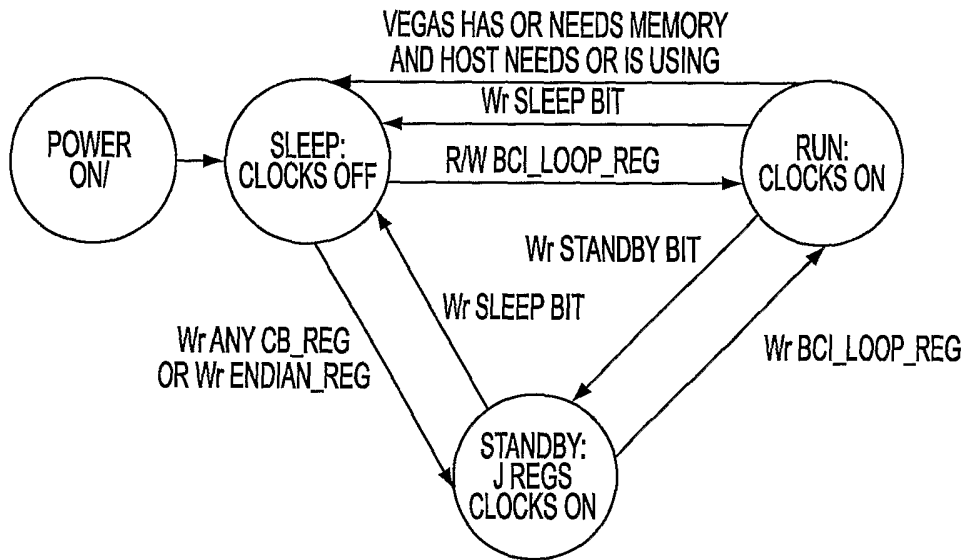 VEGAS HAS OR NEEDS MEMORY
AND HOST NEEDS OR IS USING
Wr SLEEP BIT
POWER
ON/
SLEEP:
CLOCKS OFF
R/W BCI_LOOP_REG
RUN:
CLOCKS ON
Wr STANDBY BIT
Wr SLEEP BIT
Wr ANY CB_REG
OR Wr ENDIAN_REG
Wr BCI_LOOP_REG
STANDBY:
J REGS
CLOCKS ON